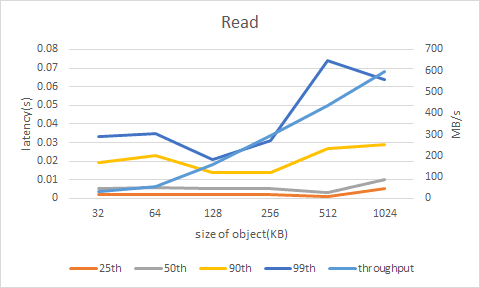 Read
0.08
0.07
0.06
0.05
0.04
0.03
0.02
0.01
0
latency(s)
700
600
500
400
300
200
100
0
MB/s
32 64 128 256 512 1024
size of object(KB)
25th 50th 90th 99th throughput